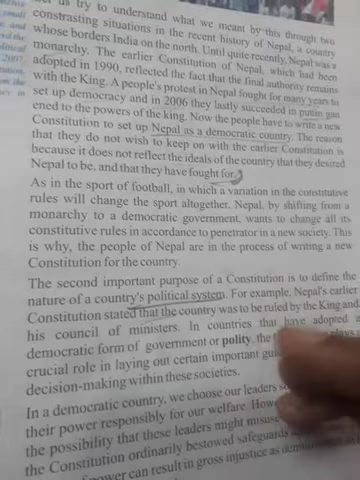 us try to understand what we meant by this through two
constrasting situations in the recent history of Nepal, a country
whose borders India on the north. Until quite recently, Nepal was a
monarchy. The earlier Constitution of Nepal, which had been
adopted in 1990, reflected the fact that the final authority remains
with the King. A people's protest in Nepal fought for many years to
set up democracy and in 2006 they lastly succeeded in puttin gan
ened to the powers of the king. Now the people have to write a new
Constitution to set up Nepal as a democratic country. The reason
that they do not wish to keep on with the earlier Constitution is
because it does not reflect the ideals of the country that they desired
Nepal to be, and that they have fought for.
As in the sport of football, in which a variation in the constitutive
rules will change the sport altogether. Nepal, by shifting from a
monarchy to a democratic government, wants to change all its
constitutive rules in accordance to penetrator in a new society. This
is why, the people of Nepal are in the process of writing a new
Constitution for the country.
The second important purpose of a Constitution is to define the
nature of a country's political system. For example, Nepal's earlier
Constitution stated that the country was to be ruled by the King and
his council of ministers. In countries that have adopted a
democratic form of government or polity, the plays a
crucial role in laying out certain important
decision-making within these societies.
In a democratic country, we choose our leaders
their power responsibly for our welfare.
the possibility that these leaders might misuse
the Constitution ordinarily bestowed safeguards
power can result in gross injustice as